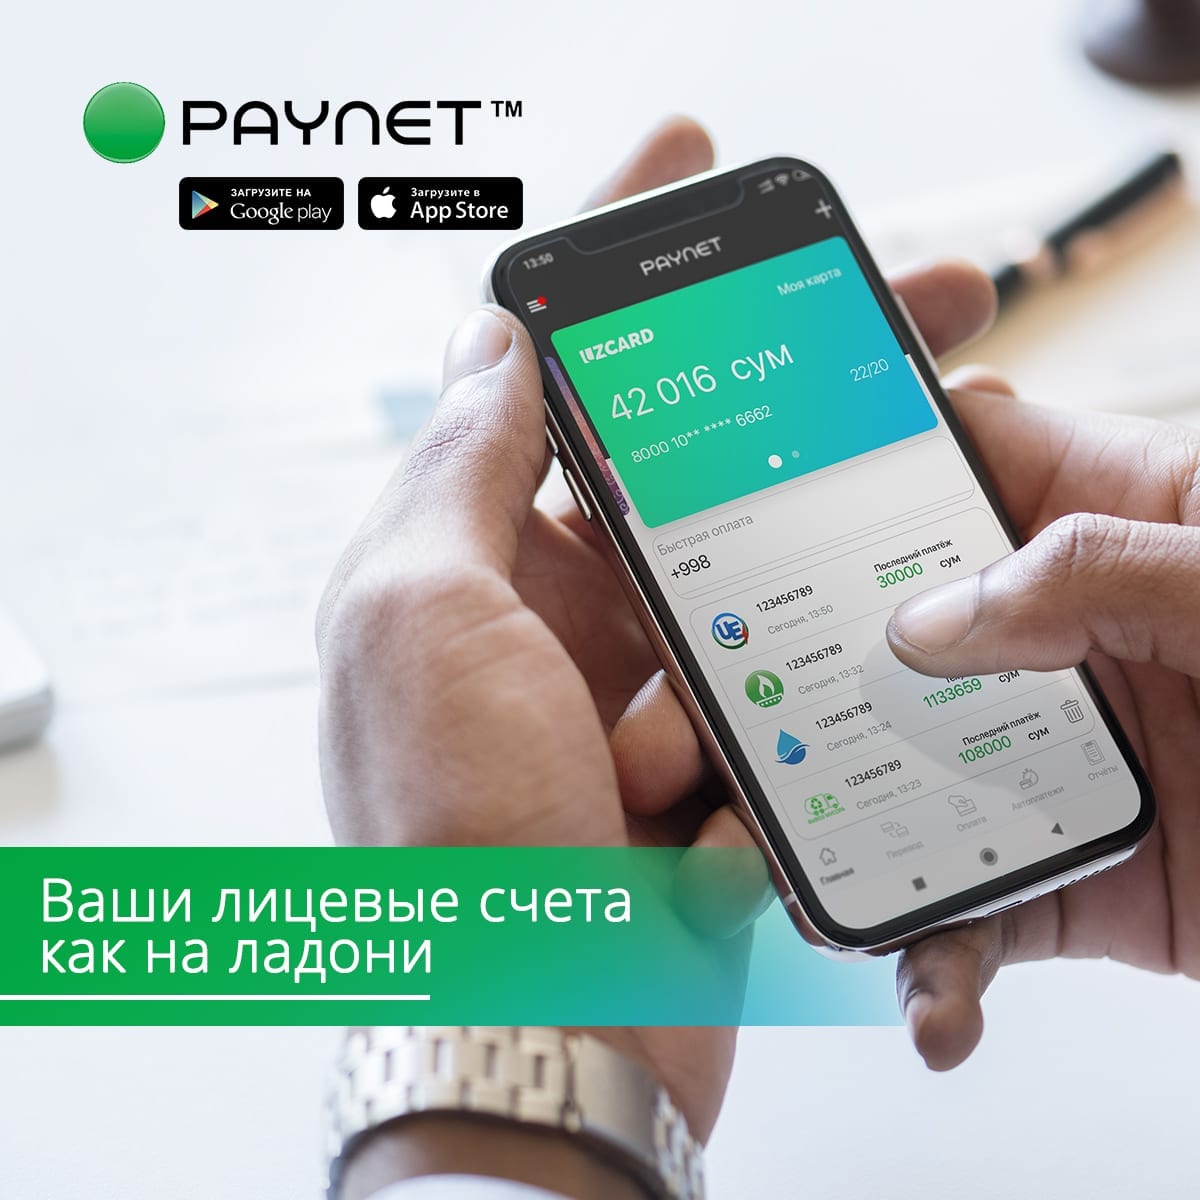 PAYNET™
ЗАГРУЗИТЕ НА
Google play
Загрузите в
App Store
13:50
PAYNET
+
Моя карта
UZCARD
42 016 сум
22/20
8000 10** **** 6662
Быстрая оплата
+998
123456789
Последний платёж
Сегодня, 13:50
30000 сум
UE
123456789
Сегодня, 13:32
123456789
1133659 сум
Сегодня, 13:24
123456789
Последний платёж
Сегодня, 13:23
108000 сум
Главная
Перевод
Оплата
Автоплатежи
Отчёты
Ваши лицевые счета
как на ладони